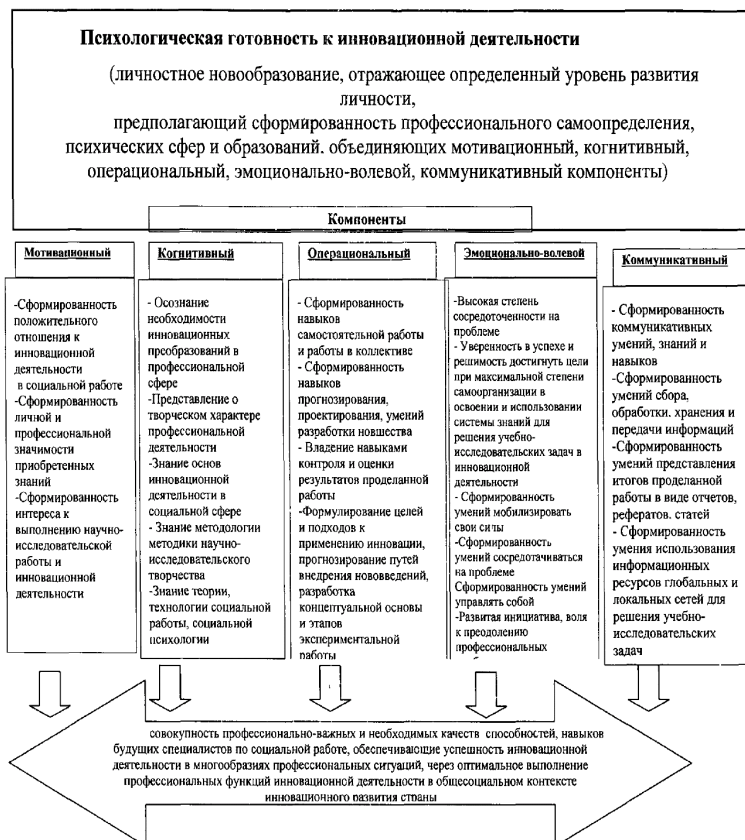 Психологическая готовность к инновационной деятельности
(личностное новообразование, отражающее определенный уровень развития
личности,
предполагающий сформированность профессионального самоопределения,
психических сфер и образований. объединяющих мотивационный, когнитивный,
операциональный, эмоционально-волевой, коммуникативный компоненты)
Компоненты
Мотивационный
-Сформированность
положительного
отношения к
инновационной
деятельности
в социальной работе
-Сформированность
личной и
профессиональной
значимости
приобретенных
знаний
-Сформированность
интереса к
выполнению научно-
исследовательской
работы и
инновационной
деятельности
Когнитивный
- Осознание
необходимости
инновационных
преобразований в
профессиональной
сфере
-Представление о
творческом характере
профессиональной
деятельности
-Знание основ
инновационной
деятельности в
социальной сфере
- Знание методологии
методики научно-
исследовательского
творчества
-Знание теории,
технологии социальной
работы, социальной
психологии
Операциональный
- Сформированность
навыков
самостоятельной работы
и работы в коллективе
- Сформированность
навыков
прогнозирования,
проектирования, умений
разработки новшества
- Владение навыками
контроля и оценки
результатов проделанной
работы
-Формулирование целей
и подходов к
применению инновации,
прогнозирование путей
внедрения нововведений,
разработка
концептуальной основы
и этапов
экспериментальной
работы
Эмоционально-волевой
-Высокая степень
сосредоточенности на
проблеме
- Уверенность в успехе и
решимость достигнуть цели
при максимальной степени
самоорганизации в
освоении и использовании
системы знаний для
решения учебно-
исследовательских задач в
инновационной
деятельности
- Сформированность
умений мобилизировать
свои силы
-Сформированность
умений сосредотачиваться
на проблеме
Сформированность умений
управлять собой
- Развитая инициатива, воля
к преодолению
профессиональных
Коммуникативный
- Сформированность
коммуникативных
умений, знаний и
навыков
-Сформированность
умений сбора,
обработки. хранения и
передачи информаций
-Сформированность
умений представления
итогов проделанной
работы в виде отчетов,
рефератов. статей
- Сформированность
умения использования
информационных
ресурсов глобальных и
локальных сетей для
решения учебно-
исследовательских
задач
совокупность профессионально-важных и необходимых качеств способностей, навыков
будущих специалистов по социальной работе, обеспечивающие успешность инновационной
деятельности в многообразиях профессиональных ситуаций, через оптимальное выполнение
профессиональных функций инновационной деятельности в общесоциальном контексте
инновационного развития страны